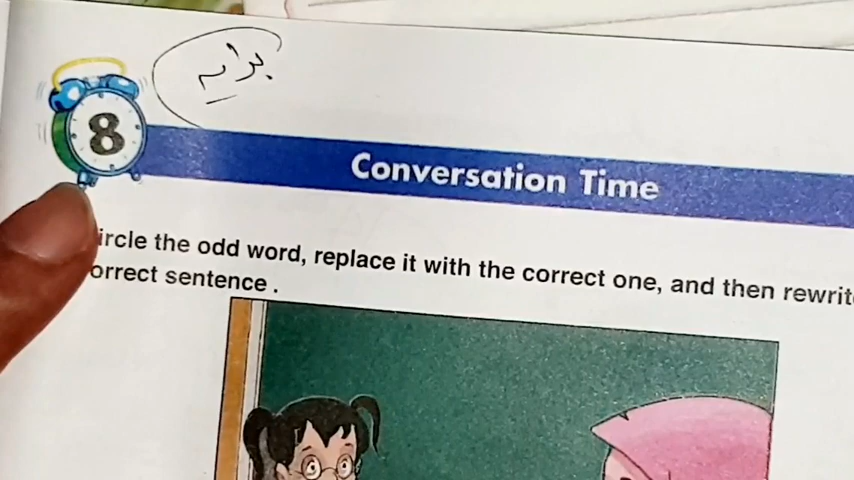 8
Conversation Time
ircle the odd word, replace it with the correct one, and then rewrit
orrect sentence .